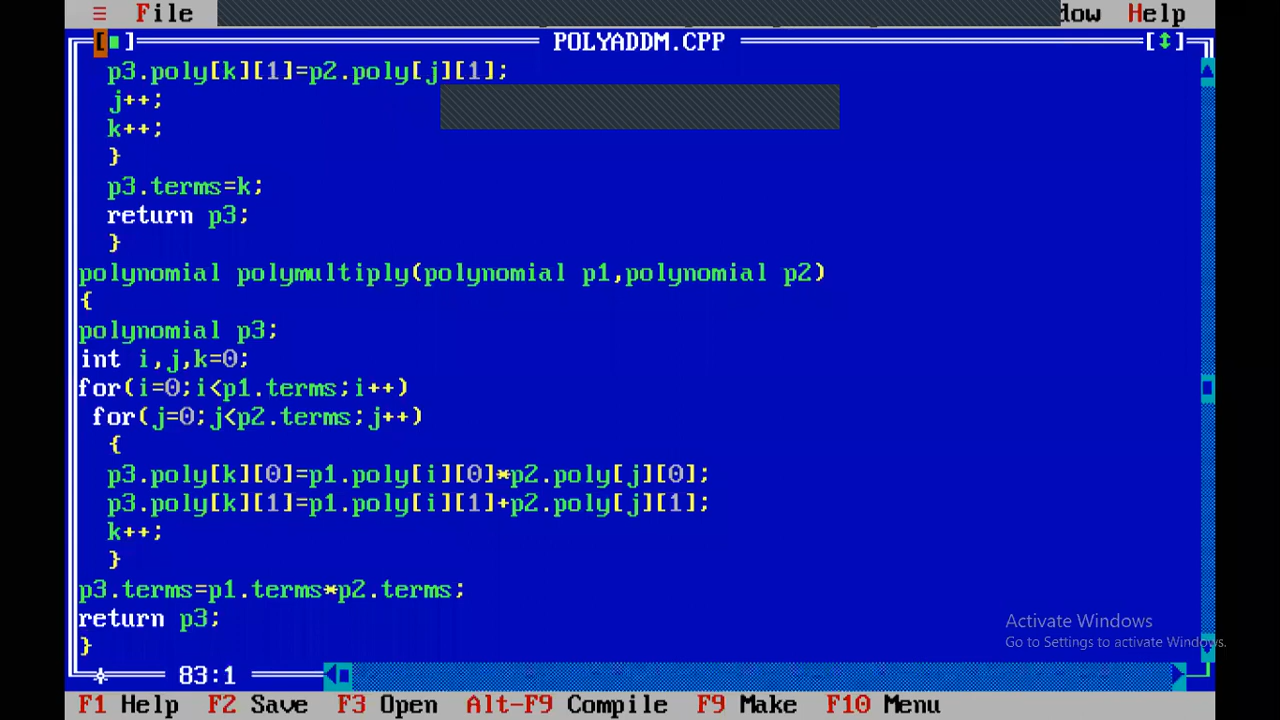 ≡ File dow Help
[■] POLYADDM.CPP [↕]
p3.poly[k][1]=p2.poly[j][1];
j++;
k++;
}
p3.terms=k;
return p3;
}
polynomial polymultiply(polynomial p1,polynomial p2)
{
polynomial p3;
int i,j,k=0;
for(i=0;i<p1.terms;i++)
for(j=0;j<p2.terms;j++)
{
p3.poly[k][0]=p1.poly[i][0]*p2.poly[j][0];
p3.poly[k][1]=p1.poly[i][1]+p2.poly[j][1];
k++;
}
p3.terms=p1.terms*p2.terms;
return p3;
}
Activate Windows
Go to Settings to activate Windows.
83:1
F1 Help F2 Save F3 Open Alt-F9 Compile F9 Make F10 Menu